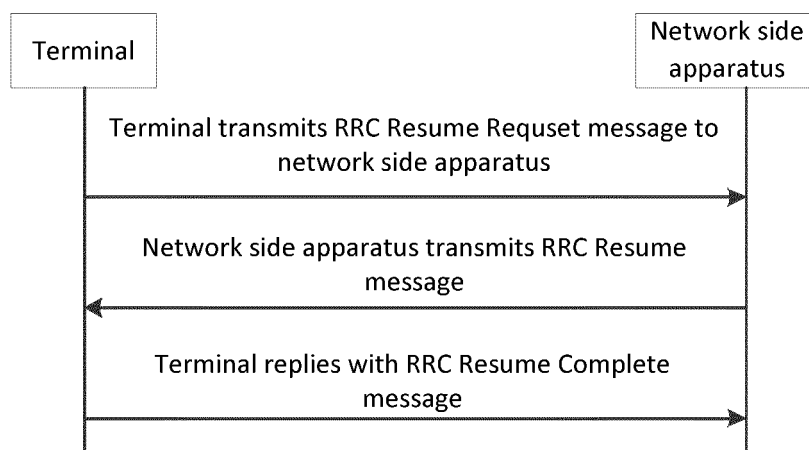 Terminal
Network side
apparatus
Terminal transmits RRC Resume Requset message to
network side apparatus
Network side apparatus transmits RRC Resume
message
Terminal replies with RRC Resume Complete
message